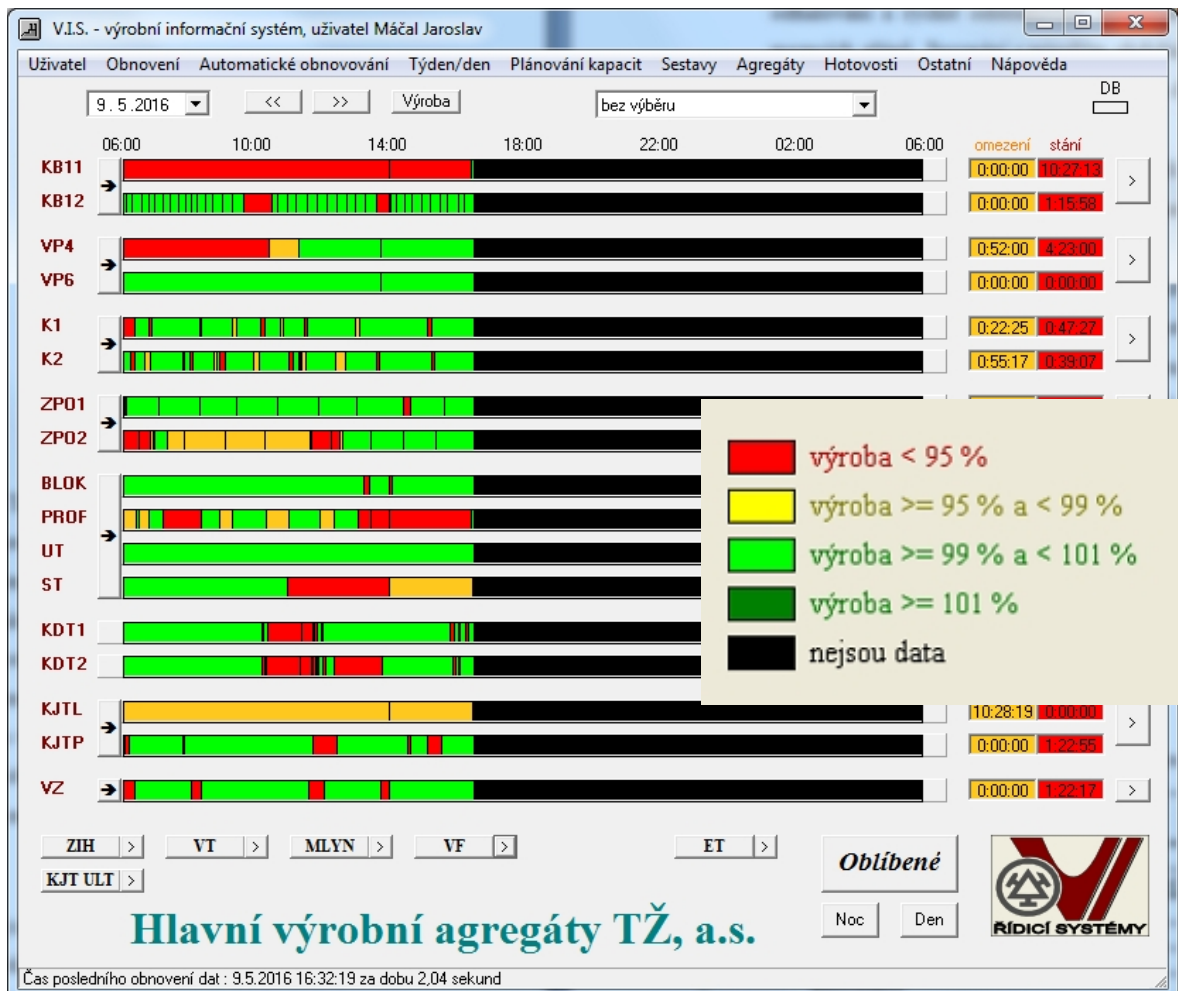 V.I.S. - výrobní informační systém, uživatel Máčal Jaroslav
Uživatel Obnovení Automatické obnovování Týden/den Plánování kapacit Sestavy Agregáty Hotovosti Ostatní Nápověda
9 . 5 .2016 << >> Výroba bez výběru DB
06:00 10:00 14:00 18:00 22:00 02:00 06:00 omezení stání
KB11 0:00:00 10:27:13 >
KB12 0:00:00 1:15:58
VP4 0:52:00 4:23:00 >
VP6 0:00:00 0:00:00
K1 0:22:25 0:47:27 >
K2 0:55:17 0:39:07
ZPO1
ZPO2
BLOK
PROF
UT
ST
KDT1
KDT2
výroba < 95 %
výroba >= 95 % a < 99 %
výroba >= 99 % a < 101 %
výroba >= 101 %
nejsou data
KJTL 10:28:19 0:00:00 >
KJTP 0:00:00 1:22:55
VZ 0:00:00 1:22:17 >
ZIH > VT > MLYN > VF > ET >
KJT ULT >
Oblíbené
Noc Den
ŘÍDICÍ SYSTÉMY
Hlavní výrobní agregáty TŽ, a.s.
Čas posledního obnovení dat : 9.5.2016 16:32:19 za dobu 2,04 sekund